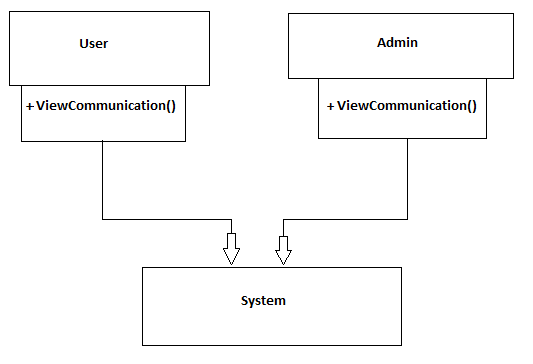 User
Admin
+ ViewCommunication()
+ ViewCommunication()
System